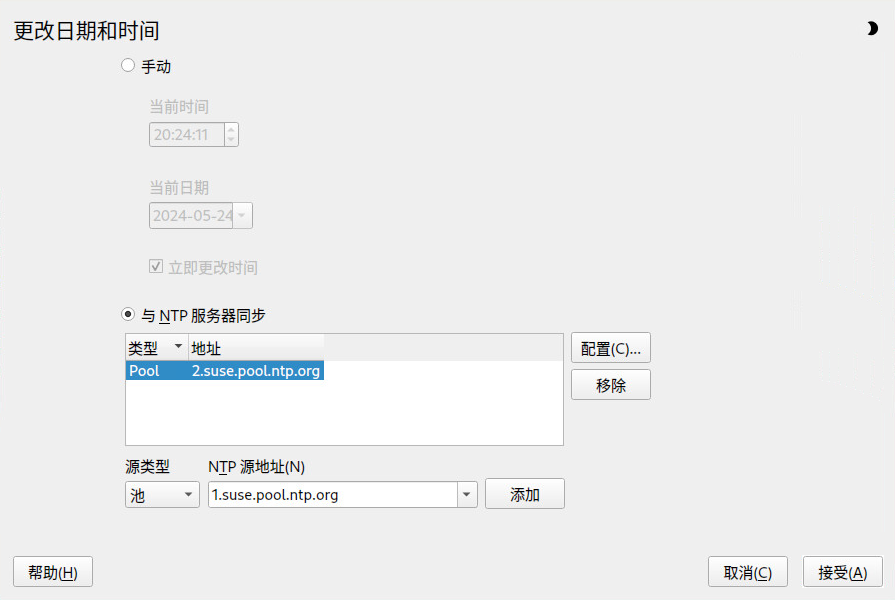 更改日期和时间
手动
当前时间
20:24:11
当前日期
2024-05-24
立即更改时间
与 NTP 服务器同步
类型 地址
Pool 2.suse.pool.ntp.org
配置(C)...
移除
源类型 NTP 源地址(N)
池 1.suse.pool.ntp.org 添加
帮助(H) 取消(C) 接受(A)